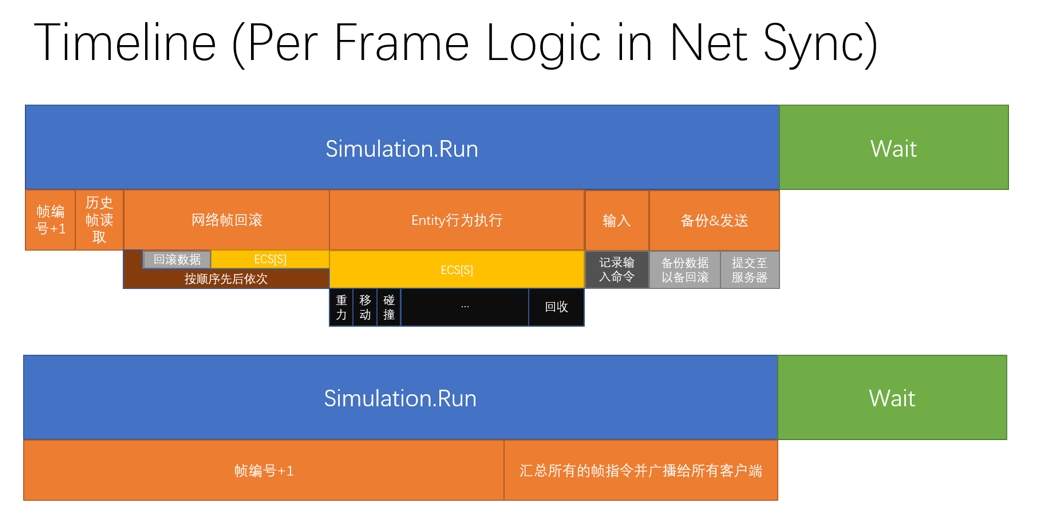 Timeline (Per Frame Logic in Net Sync)
Simulation.Run
Wait
帧编
号+1
历史
帧读
取
网络帧回滚
Entity行为执行
输入
备份&发送
回滚数据
ECS[S]
按顺序先后依次
ECS[S]
记录输
入命令
备份数据
以备回滚
提交至
服务器
重
力
移
动
碰
撞
...
回收
Simulation.Run
Wait
帧编号+1
汇总所有的帧指令并广播给所有客户端